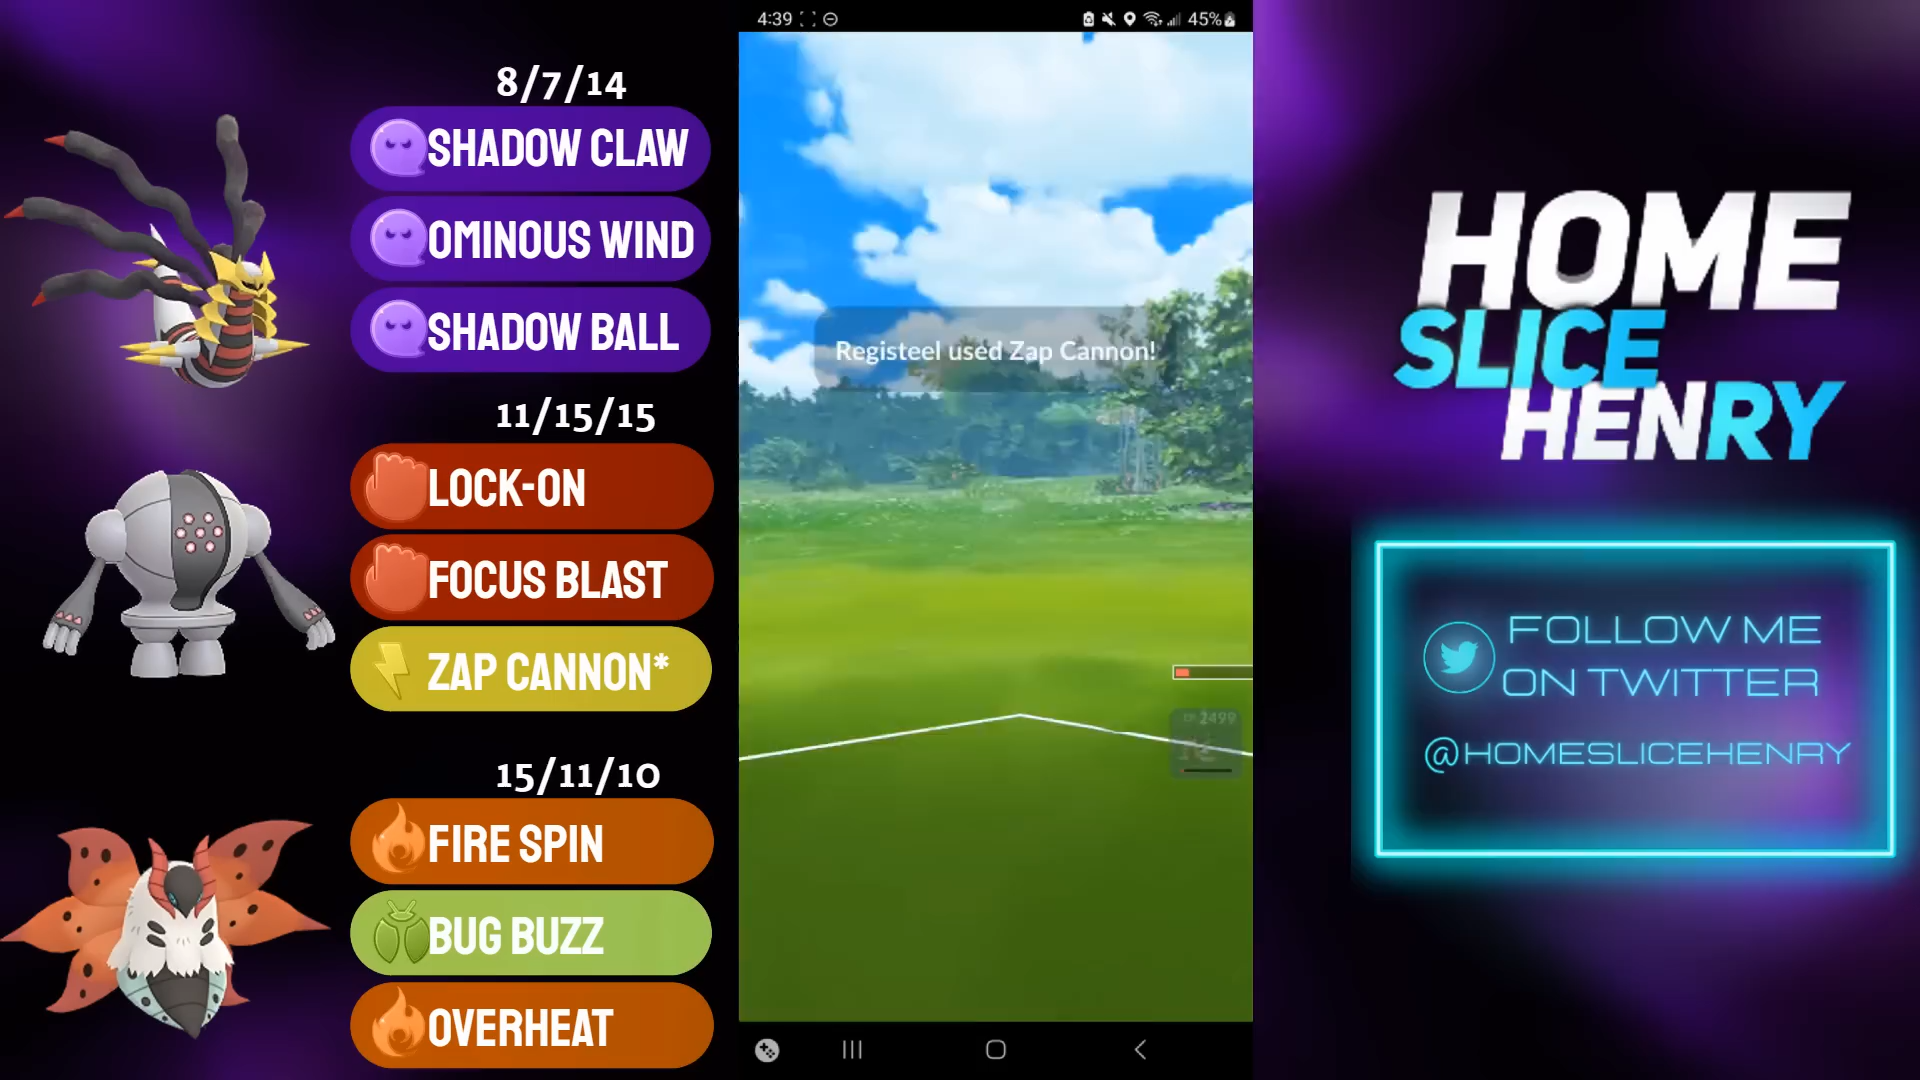 8/7/14
SHADOW CLAW
OMINOUS WIND
SHADOW BALL
11/15/15
LOCK-ON
FOCUS BLAST
ZAP CANNON*
15/11/10
FIRE SPIN
BUG BUZZ
OVERHEAT
4:39
45%
Registeel used Zap Cannon!
CP 2499
HOME
SLICE
HENRY
FOLLOW ME
ON TWITTER
@HOMESLICEHENRY